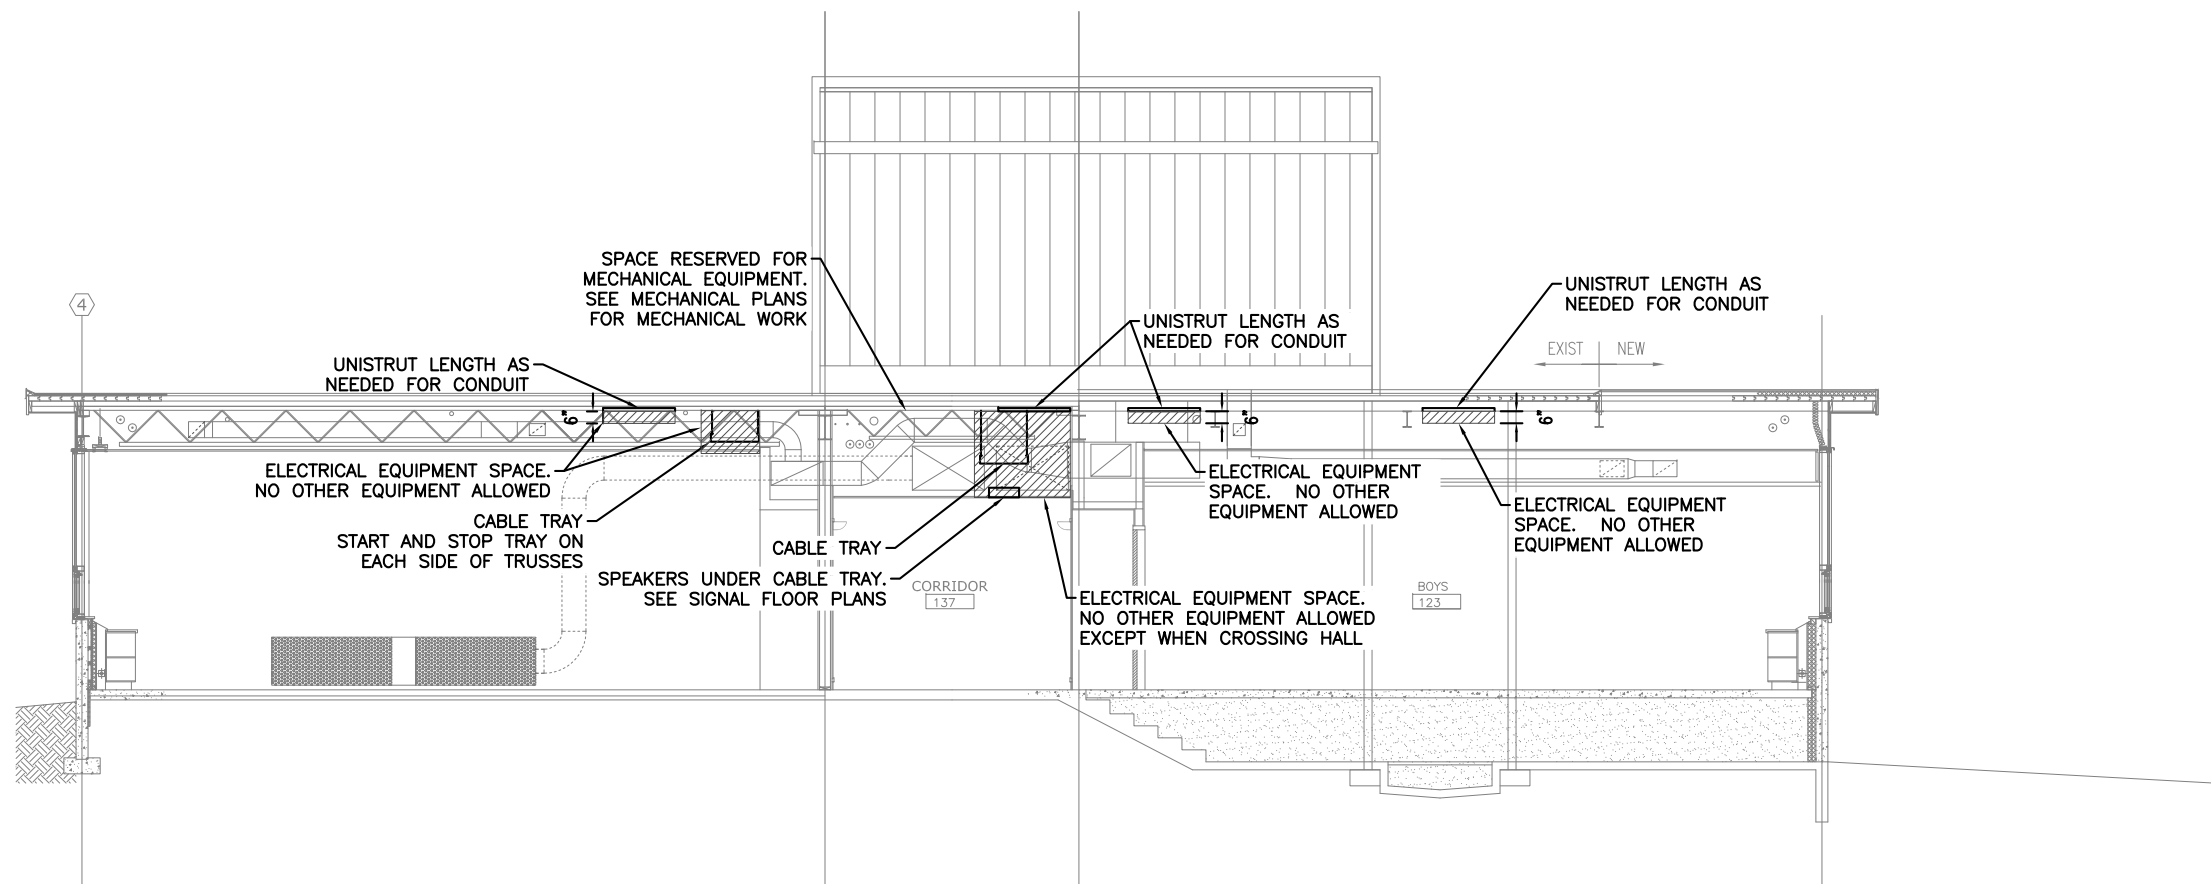 SPACE RESERVED FOR
MECHANICAL EQUIPMENT.
SEE MECHANICAL PLANS
FOR MECHANICAL WORK
UNISTRUT LENGTH AS
NEEDED FOR CONDUIT
4
UNISTRUT LENGTH AS
NEEDED FOR CONDUIT
EXIST
NEW
UNISTRUT LENGTH AS
NEEDED FOR CONDUIT
6"
6"
6"
ELECTRICAL EQUIPMENT SPACE.
NO OTHER EQUIPMENT ALLOWED
ELECTRICAL EQUIPMENT
SPACE. NO OTHER
EQUIPMENT ALLOWED
ELECTRICAL EQUIPMENT
SPACE. NO OTHER
EQUIPMENT ALLOWED
CABLE TRAY
START AND STOP TRAY ON
EACH SIDE OF TRUSSES
CABLE TRAY
SPEAKERS UNDER CABLE TRAY.
SEE SIGNAL FLOOR PLANS
CORRIDOR
137
BOYS
123
ELECTRICAL EQUIPMENT SPACE.
NO OTHER EQUIPMENT ALLOWED
EXCEPT WHEN CROSSING HALL